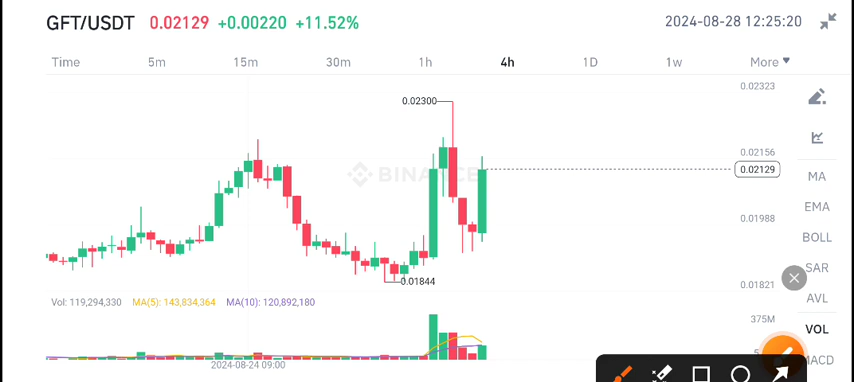 GFT/USDT 0.02129 +0.00220 +11.52% 2024-08-28 12:25:20
Time 5m 15m 30m 1h 4h 1D 1w More
0.02323
0.02300
0.02156
0.02129
BINANCE
MA
EMA
0.01988
BOLL
SAR
0.01844
0.01821
AVL
Vol: 119,294,330 MA(5): 143,834,364 MA(10): 120,892,180
375M
VOL
MACD
2024-08-24 09:00